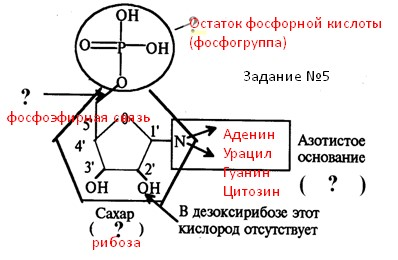 OH
Остаток фосфорной кислоты
(фосфогруппа)
?
O=P-OH
Задание №5
O
?
фосфоэфирная связь
5'
O
1'
4'
3'
2'
N
Аденин
Урацил
Гуанин
Цитозин
Азотистое
основание
( ? )
OH
OH
Сахар
( ? )
рибоза
В дезоксирибозе этот
кислород отсутствует